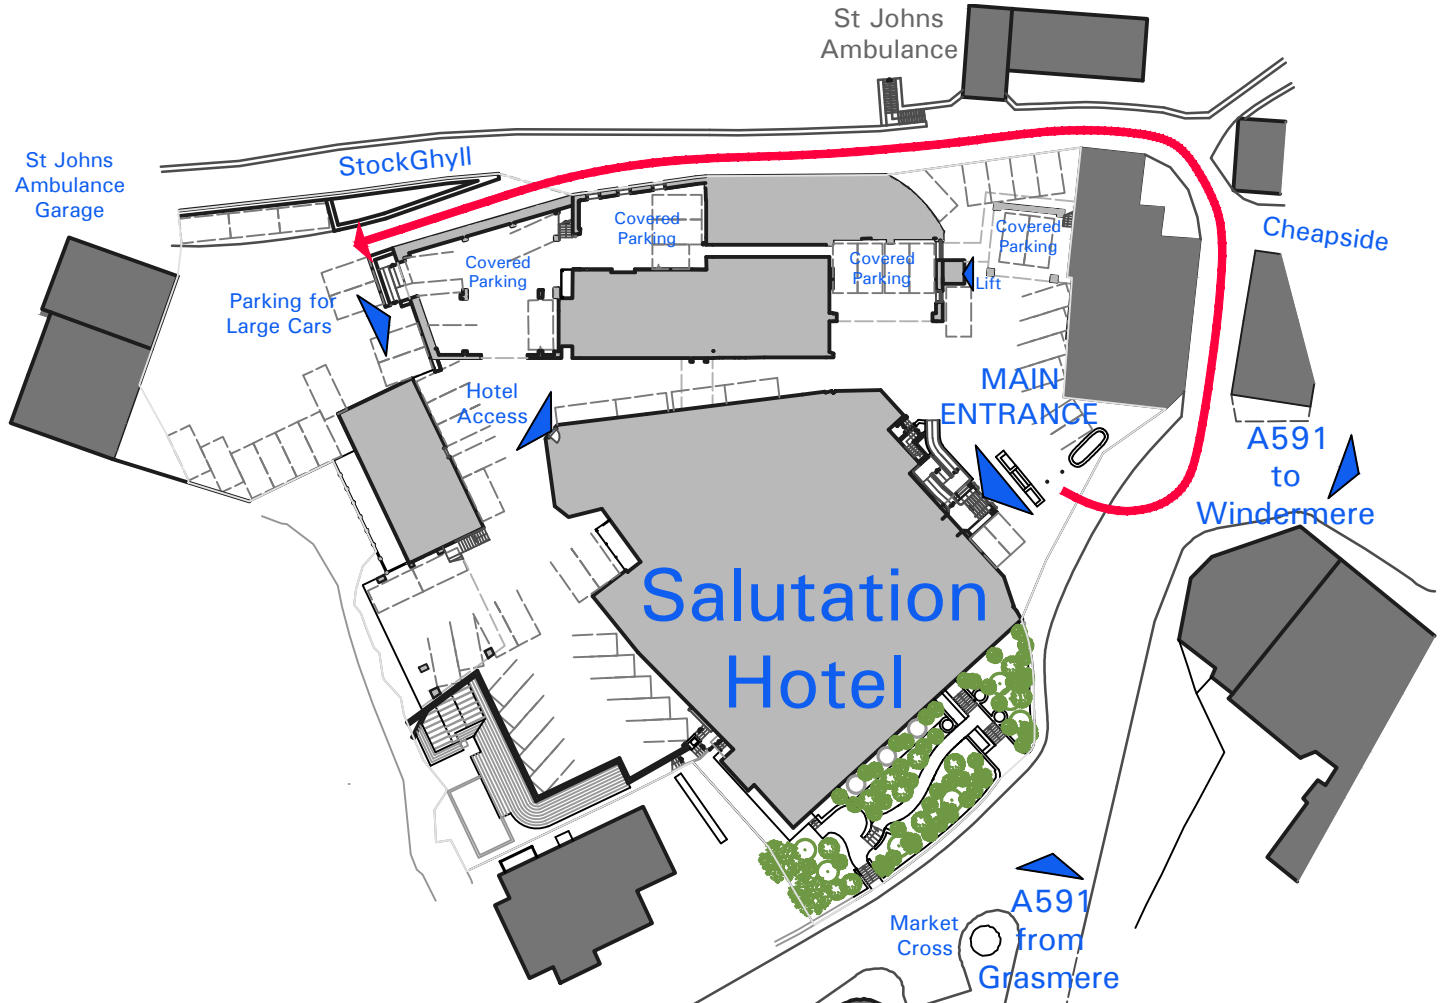 St Johns
Ambulance
StockGhyll
St Johns
Ambulance
Garage
Covered
Parking
Covered
Parking
Covered
Parking
Covered
Parking
Lift
Cheapside
Parking for
Large Cars
Hotel
Access
MAIN
ENTRANCE
A591
to
Windermere
Salutation
Hotel
Market
Cross
A591
from
Grasmere